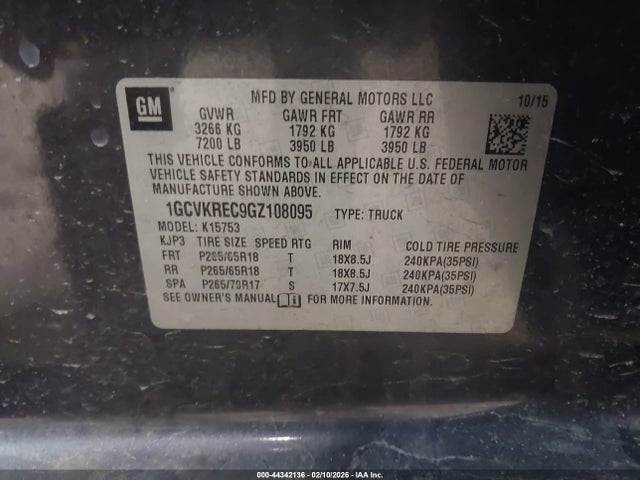 GM
MFD BY GENERAL MOTORS LLC 10/15
GVWR GAWR FRT GAWR RR
3266 KG 1792 KG 1792 KG
7200 LB 3950 LB 3950 LB
THIS VEHICLE CONFORMS TO ALL APPLICABLE U.S. FEDERAL MOTOR
VEHICLE SAFETY STANDARDS IN EFFECT ON THE DATE OF
MANUFACTURE SHOWN ABOVE.
1GCVKREC9GZ108095 TYPE: TRUCK
MODEL: K15753
KJP3 TIRE SIZE SPEED RTG RIM COLD TIRE PRESSURE
FRT P265/65R18 T 18X8.5J 240KPA(35PSI)
RR P265/65R18 T 18X8.5J 240KPA(35PSI)
SPA P265/70R17 S 17X7.5J 240KPA(35PSI)
SEE OWNER'S MANUAL FOR MORE INFORMATION.
000-44342136 - 02/10/2026 - IAA Inc.